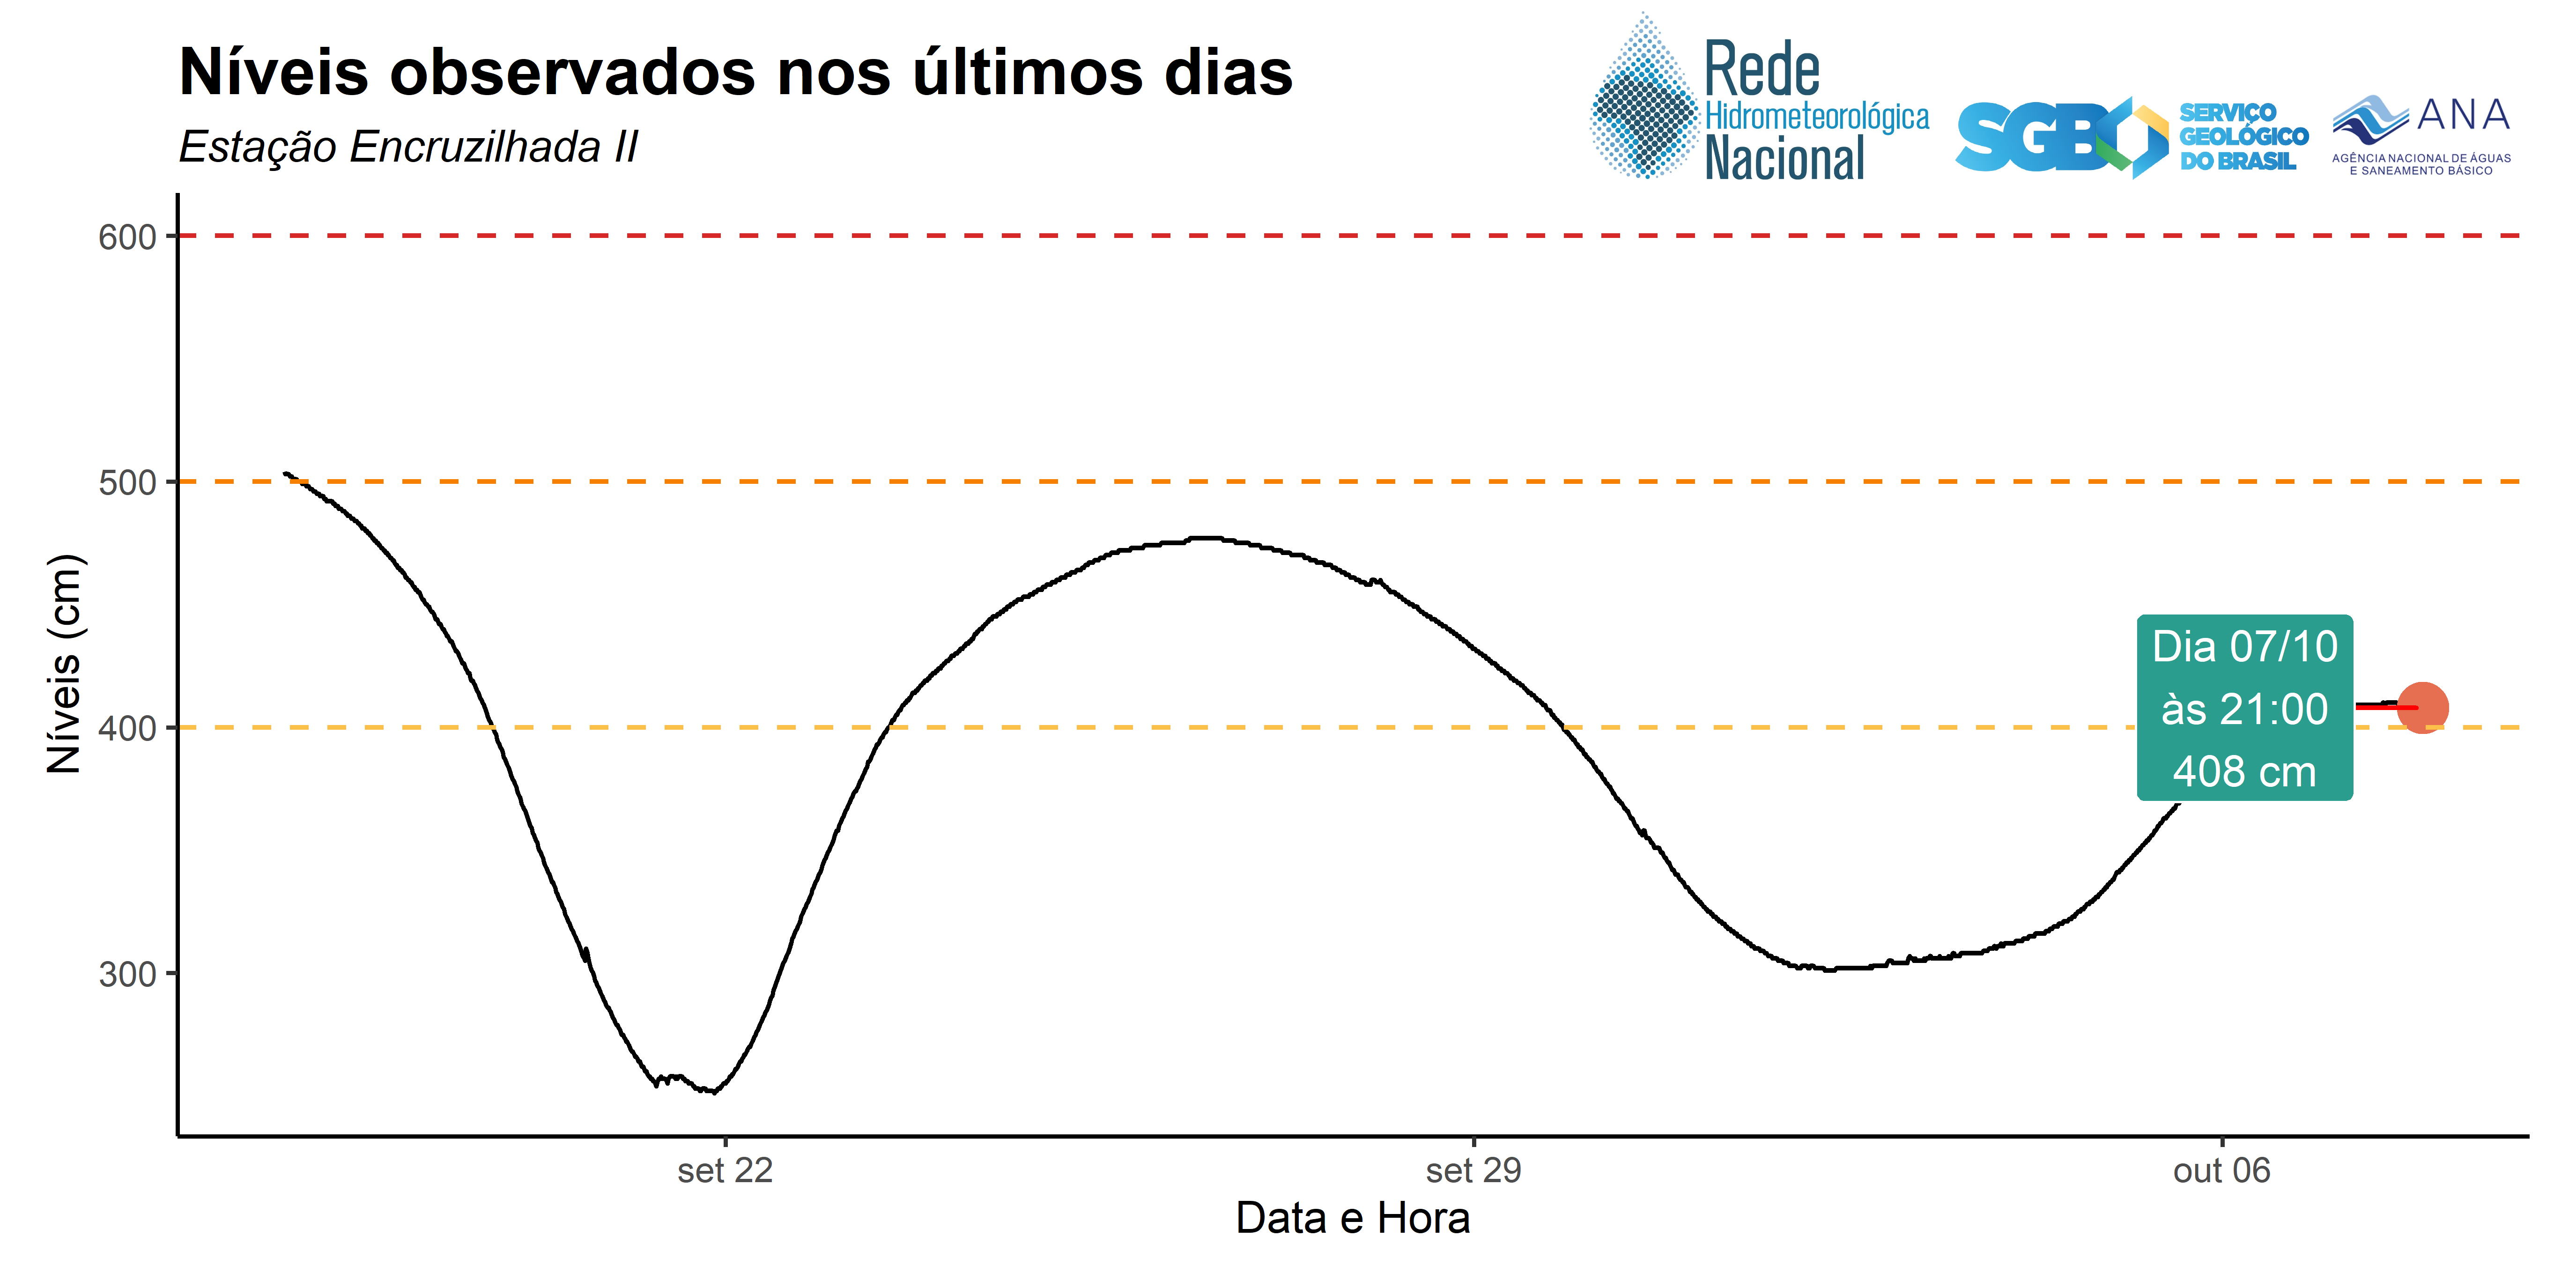 Níveis observados nos últimos dias
Estação Encruzilhada II
Rede
Hidrometeorológica
Nacional
SGB
SERVIÇO
GEOLÓGICO
DO BRASIL
ANA
AGÊNCIA NACIONAL DE ÁGUAS
E SANEAMENTO BÁSICO
Níveis (cm)
600
500
400
300
Dia 07/10
às 21:00
408 cm
set 22
set 29
out 06
Data e Hora